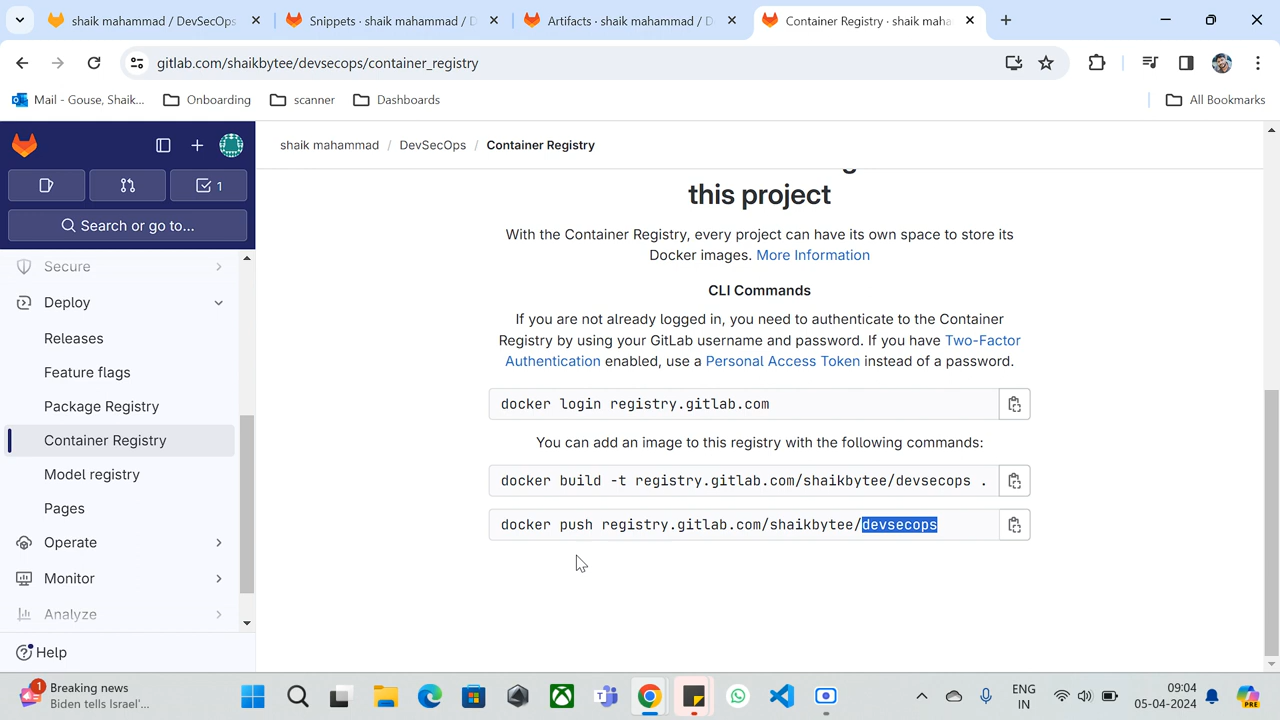 shaik mahammad / DevSecOps
Snippets · shaik mahammad / D
Artifacts · shaik mahammad / D
Container Registry · shaik maha
gitlab.com/shaikbytee/devsecops/container_registry
Mail - Gouse, Shaik...
Onboarding
scanner
Dashboards
All Bookmarks
1
Search or go to...
Secure
Deploy
Releases
Feature flags
Package Registry
Container Registry
Model registry
Pages
Operate
Monitor
Analyze
Help
shaik mahammad / DevSecOps / Container Registry
this project
With the Container Registry, every project can have its own space to store its
Docker images. More Information
CLI Commands
If you are not already logged in, you need to authenticate to the Container
Registry by using your GitLab username and password. If you have Two-Factor
Authentication enabled, use a Personal Access Token instead of a password.
docker login registry.gitlab.com
You can add an image to this registry with the following commands:
docker build -t registry.gitlab.com/shaikbytee/devsecops .
docker push registry.gitlab.com/shaikbytee/devsecops
1
Breaking news
Biden tells Israel'...
ENG
IN
09:04
05-04-2024
PRE